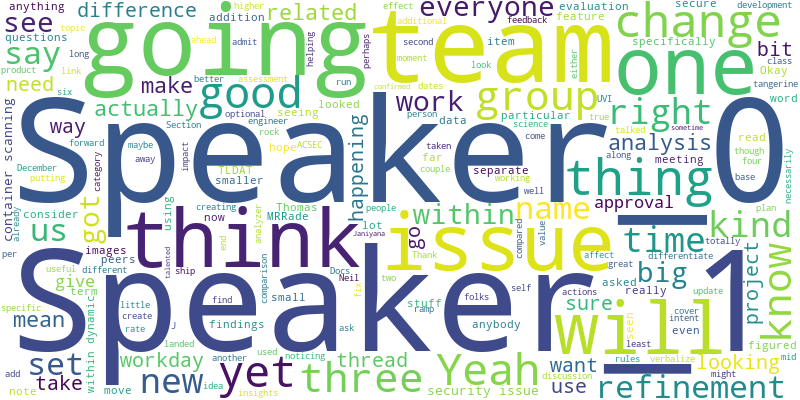 anything
see
say
need
difference
related
everyone
addition
questions
topic
ahead
admit
helping
perhaps
higher
effect
additional
feedback
moment
second
assessment
link
long
product
six
better
run
look
either
evaluation
feature
item
specifically
secure
development
Okay
bit
class
tangerine
word
change
going
team
one
make
actually
good
work
group
right
analysis
way
container scanning
December
forward
putting
maybe
away
Section
optional
engineer
rock
impact
category
looked
seeing
hope
TLDAT
ACSEC
smaller
data
person
particular
science
come
far
couple
taken
separate
working
well
UVI
true
talked
along
meeting
read
though
four
base
necessarily
Speaker_0
thing
happening
consider
us
already
per
got
using
now
creating
Thomas
MRRade
lot
people
within
name
approval
kind
time
go
images
peers
different
useful
give
term
specific
within dynamic
think
issue
analyzer
end
talented
ship
comparison
Docs
Neil
Janiyana
Thank
fix
two
compared
value
affect
great
actions
differentiate
totally
plan
big
project
know
mean
little
create
rate
J
find
small
self
folks
stuff
ramp
asked
sure
really
update
cover
intent
even
mid
Speaker_1
will
findings
anybody
figured
set
yet
Yeah
landed
another
used
noticing
ask
confirmed
sometime
seen
least
rules
verbalize
might
looking
want
add
take
note
new
move
workday
idea
insights
three
thread
security issue
discussion
dates
use
refinement